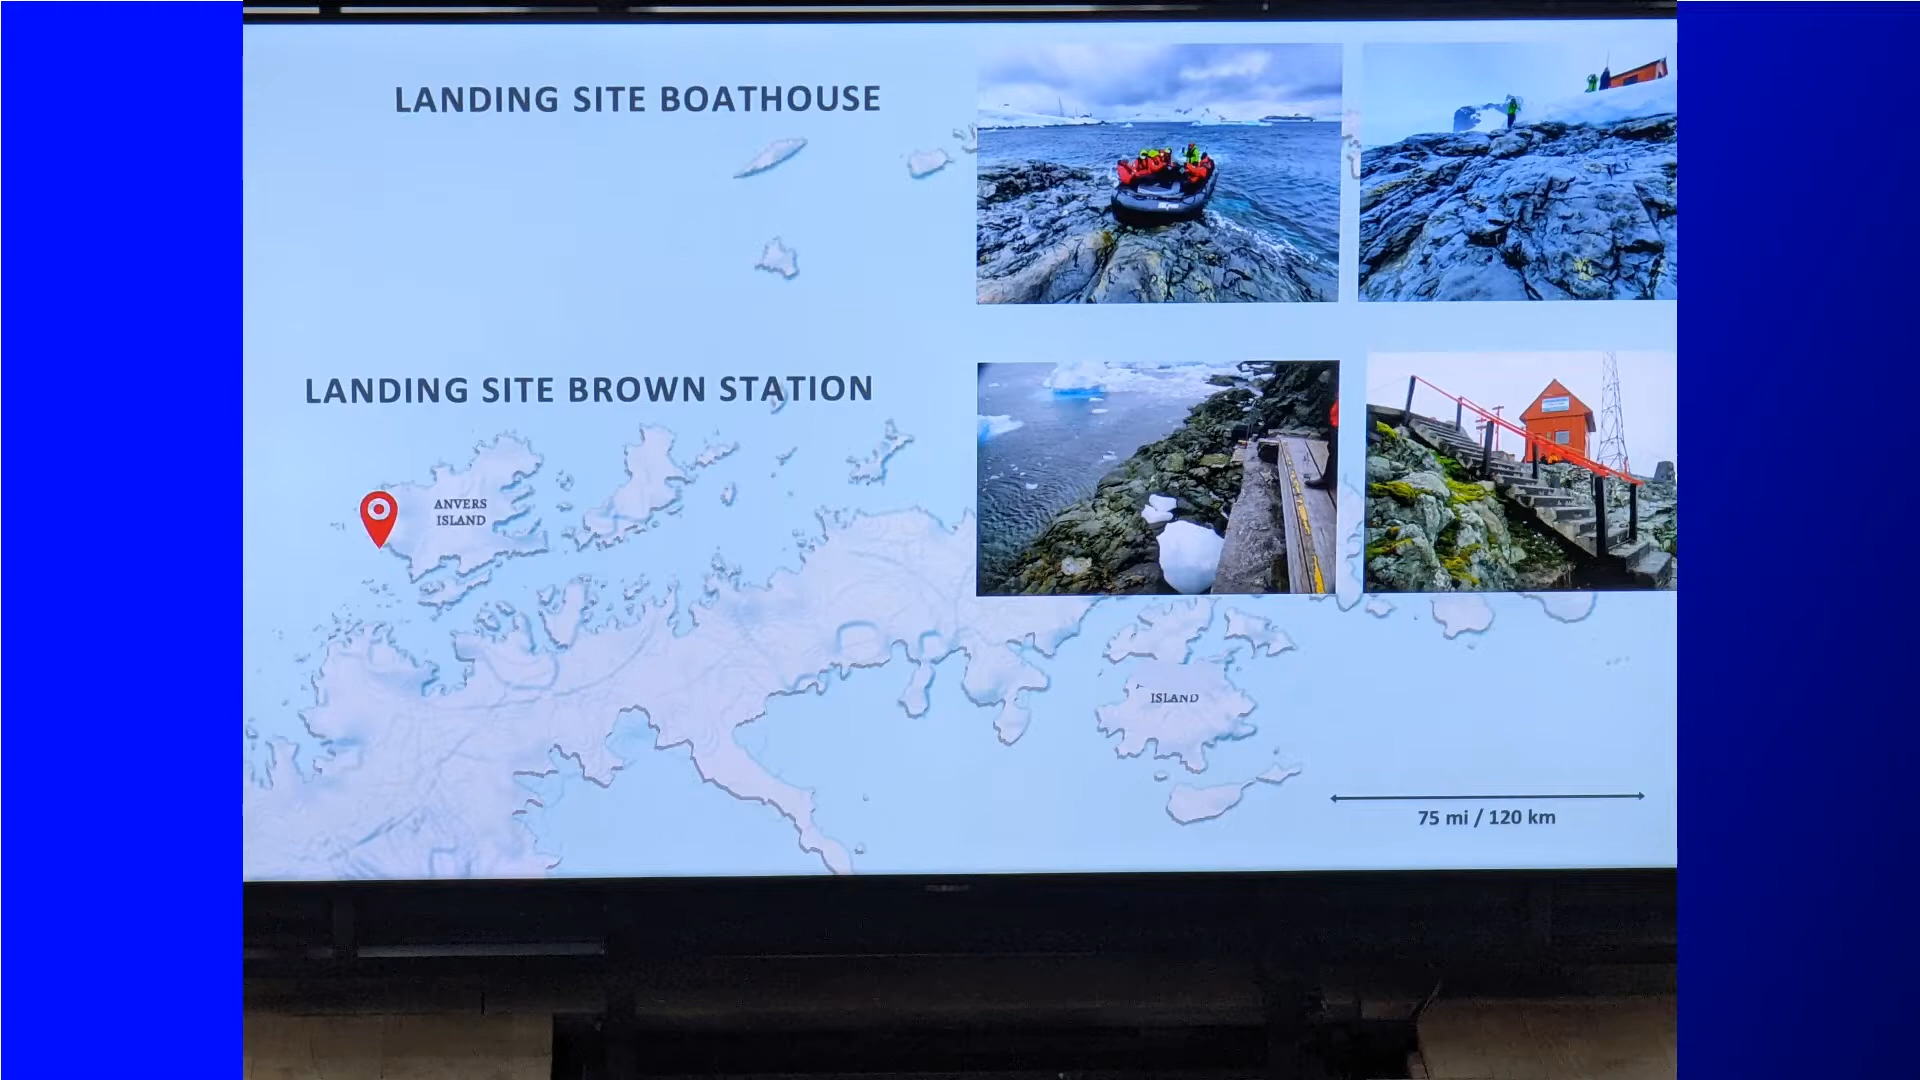 LANDING SITE BOATHOUSE
LANDING SITE BROWN STATION
ANVERS
ISLAND
ISLAND
75 mi / 120 km